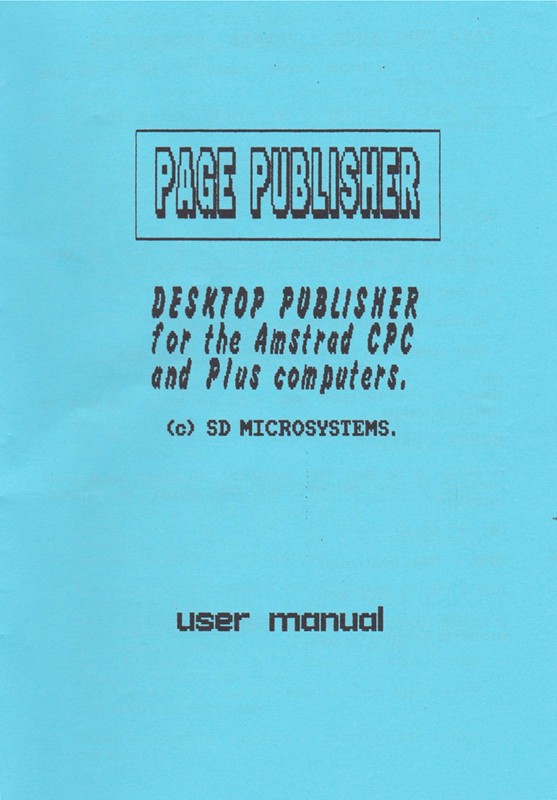 PAGE PUBLISHER
DESKTOP PUBLISHER
for the Amstrad CPC
and Plus computers.
(c) SD MICROSYSTEMS.
user manual